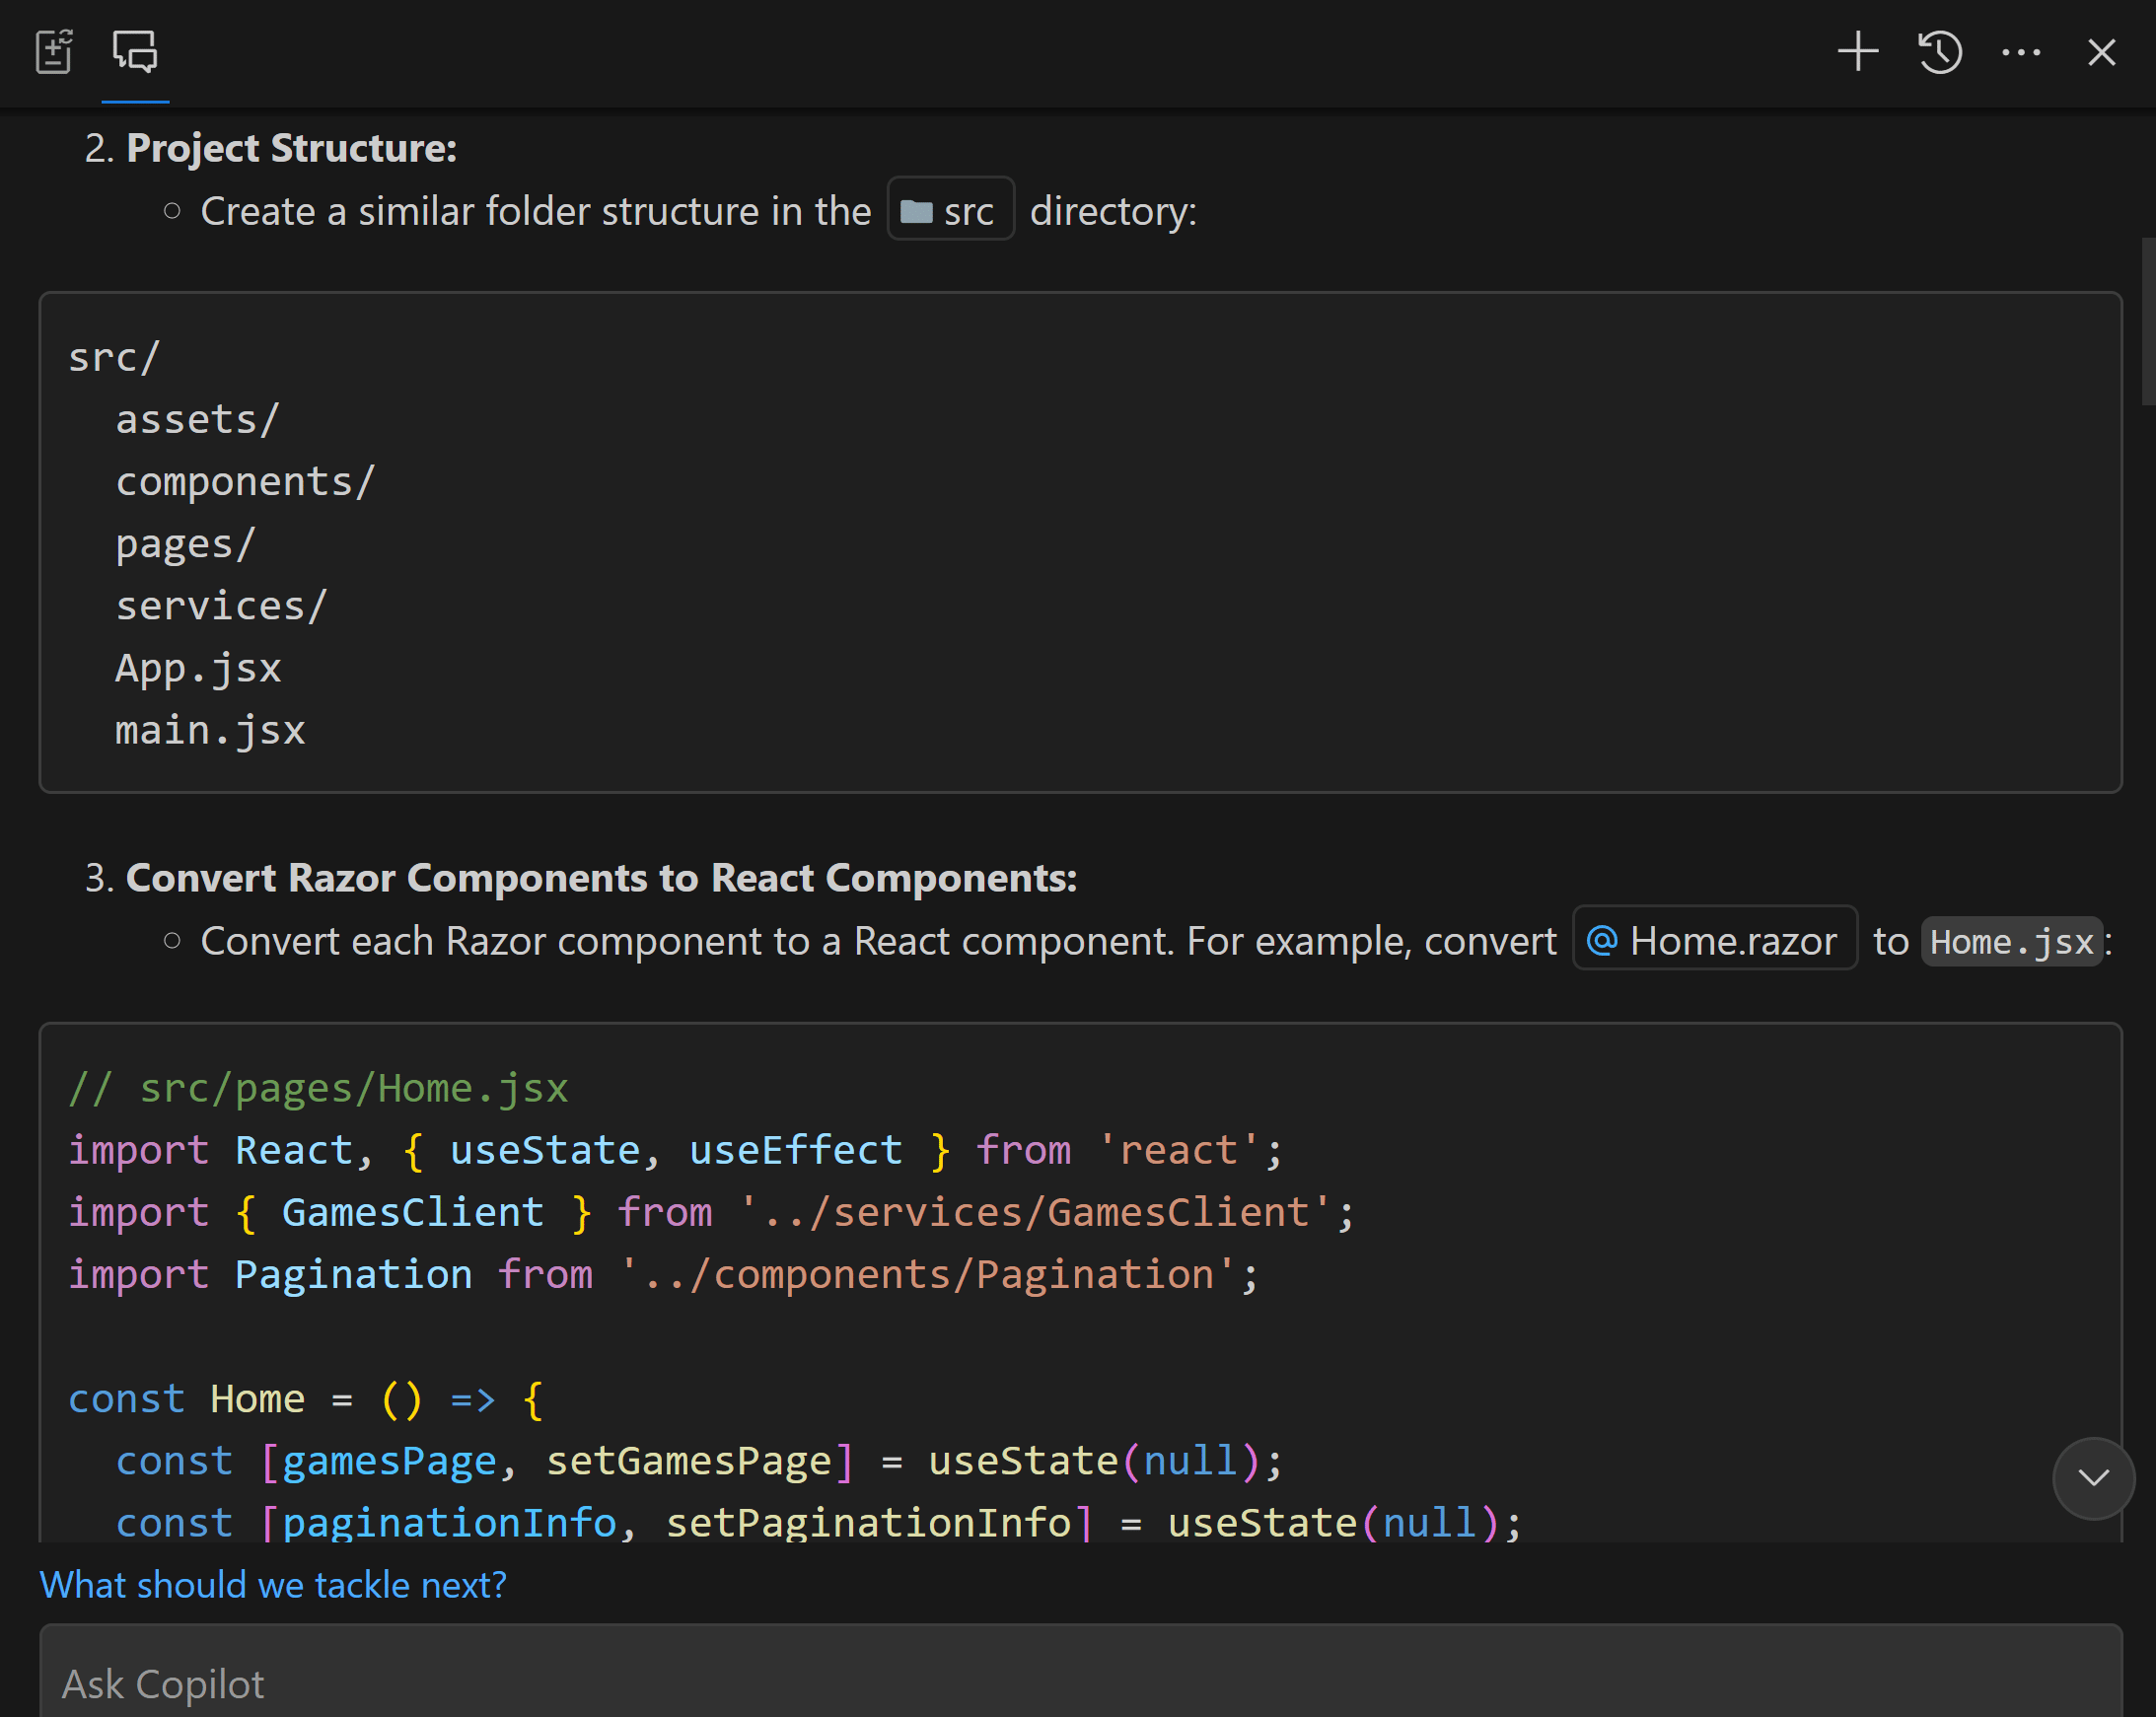 2. Project Structure:
○ Create a similar folder structure in the src directory:
src/
  assets/
  components/
  pages/
  services/
  App.jsx
  main.jsx
3. Convert Razor Components to React Components:
○ Convert each Razor component to a React component. For example, convert @ Home.razor to Home.jsx:
// src/pages/Home.jsx
import React, { useState, useEffect } from 'react';
import { GamesClient } from '../services/GamesClient';
import Pagination from '../components/Pagination';
const Home = () => {
  const [gamesPage, setGamesPage] = useState(null);
  const [paginationInfo, setPaginationInfo] = useState(null);
What should we tackle next?
Ask Copilot